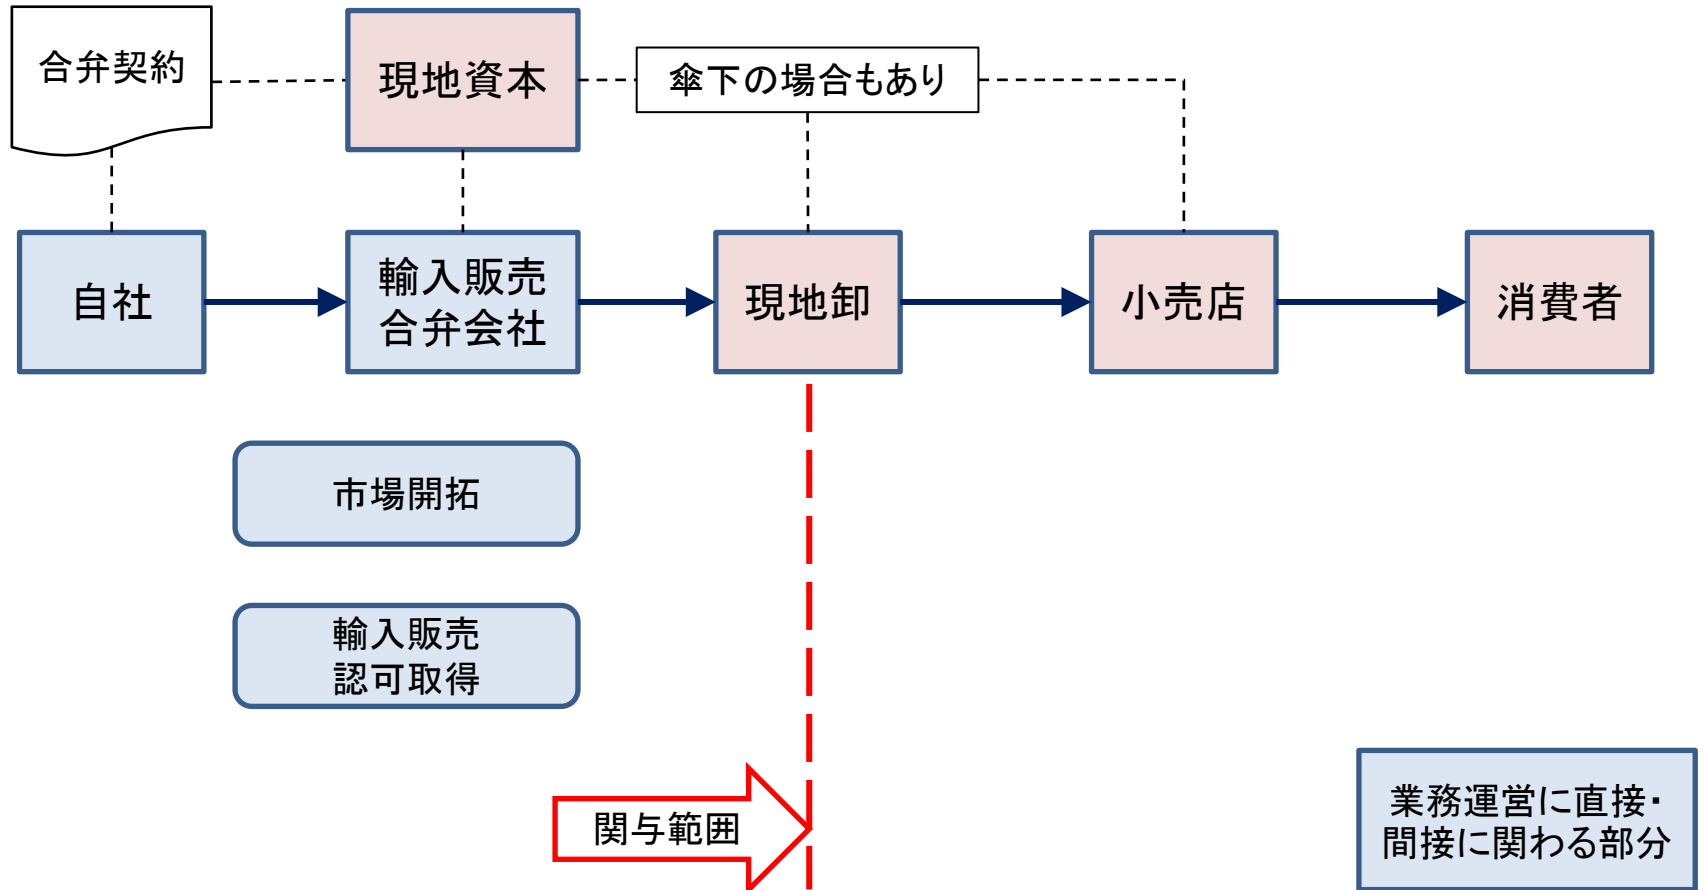 合弁契約
現地資本
傘下の場合もあり
自社
輸入販売
合弁会社
現地卸
小売店
消費者
市場開拓
輸入販売
認可取得
関与範囲
業務運営に直接・
間接に関わる部分